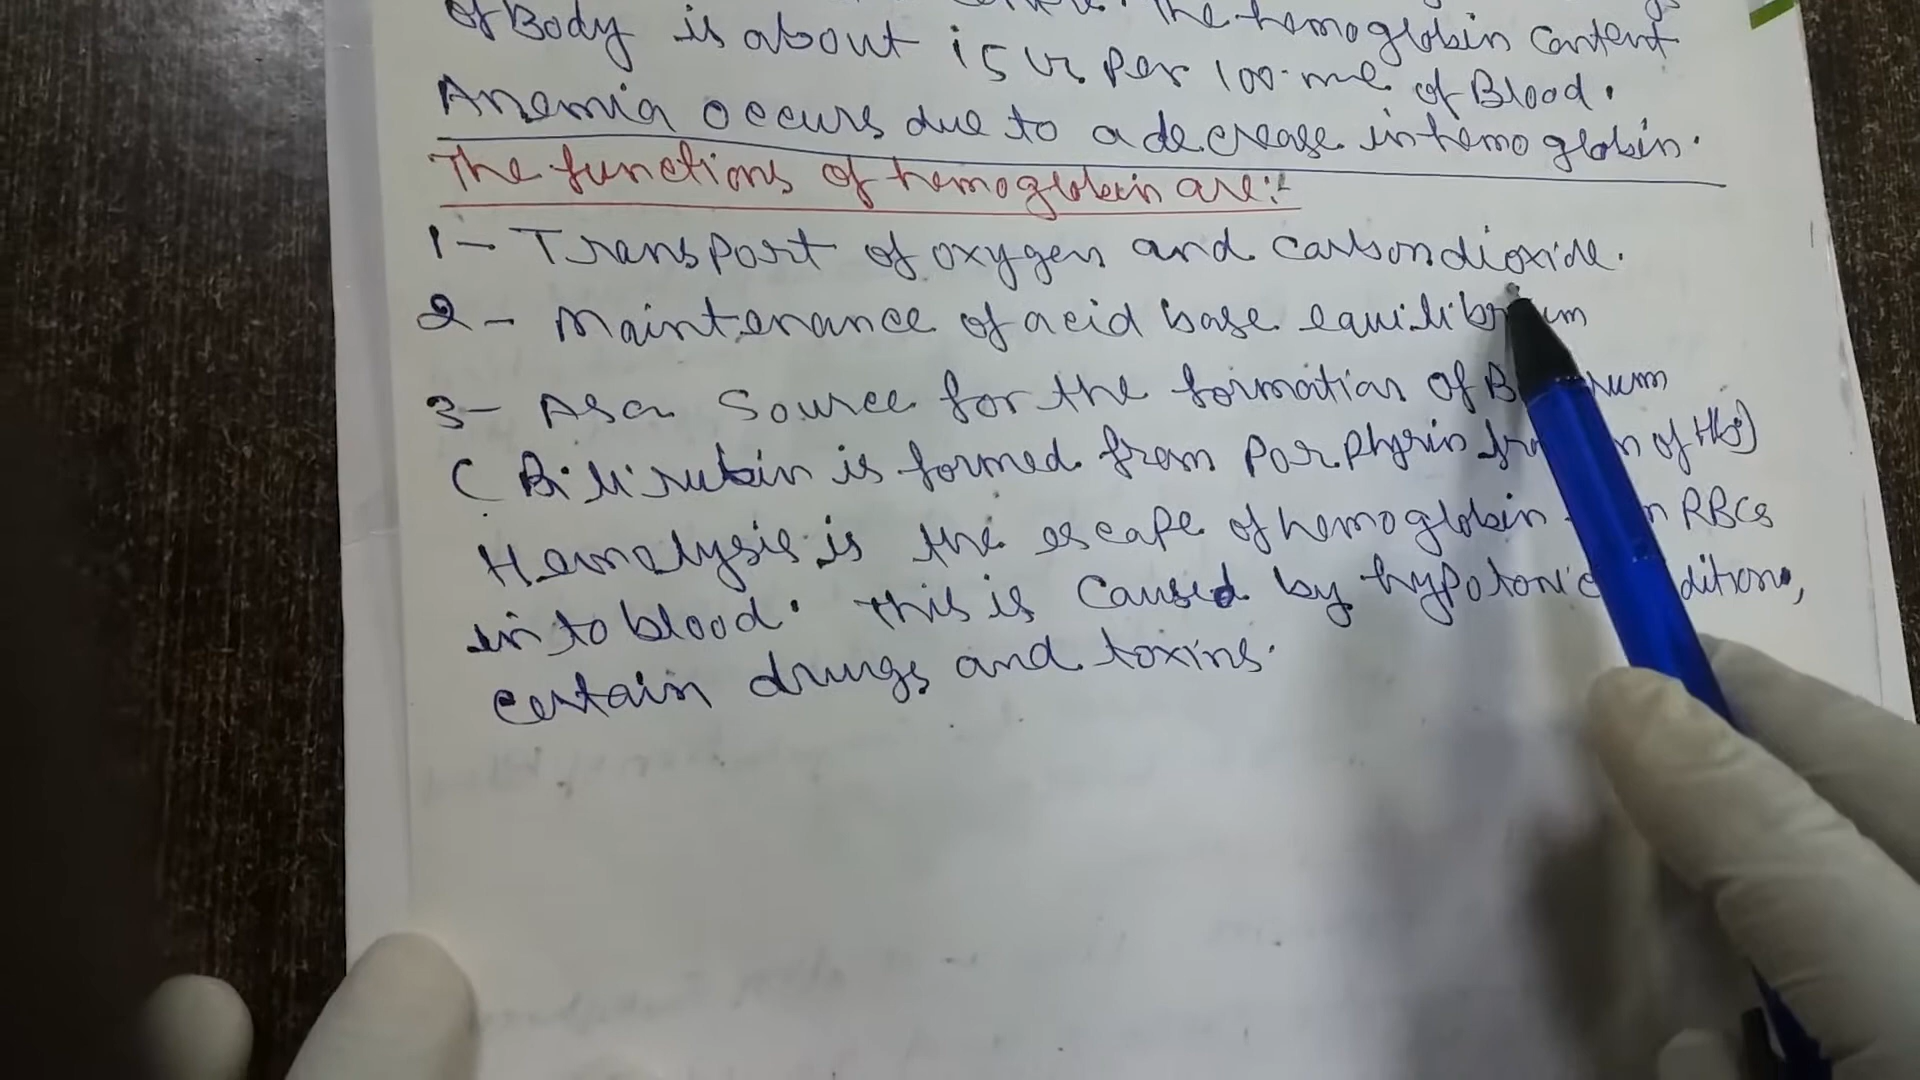 The hemoglobin content
of Body is about 15 per 100.ml of Blood.
Anemia occurs due to a decrease in hemoglobin.
The functions of hemoglobin are:-
1- Transport of oxygen and carbondioxide.
2- Maintenance of acid base
3- As a source for the formation of
( Bilirubin is formed from Porphyrin of Hb)
Hemolysis is the escape of hemoglobin RBCs
into blood. This is caused by hypotonic
certain drugs and toxins.